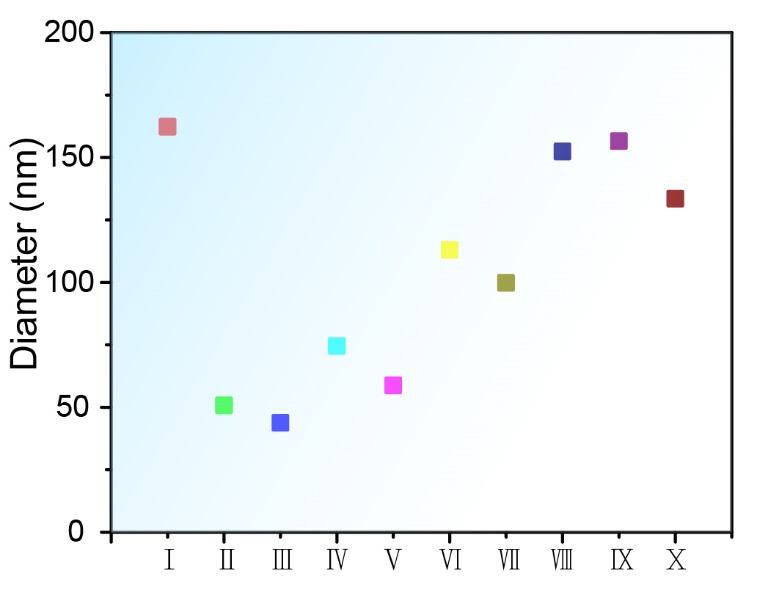 200
150
100
50
0
Diameter (nm)
Ⅰ Ⅱ Ⅲ Ⅳ Ⅴ Ⅵ Ⅶ Ⅷ Ⅸ Ⅹ